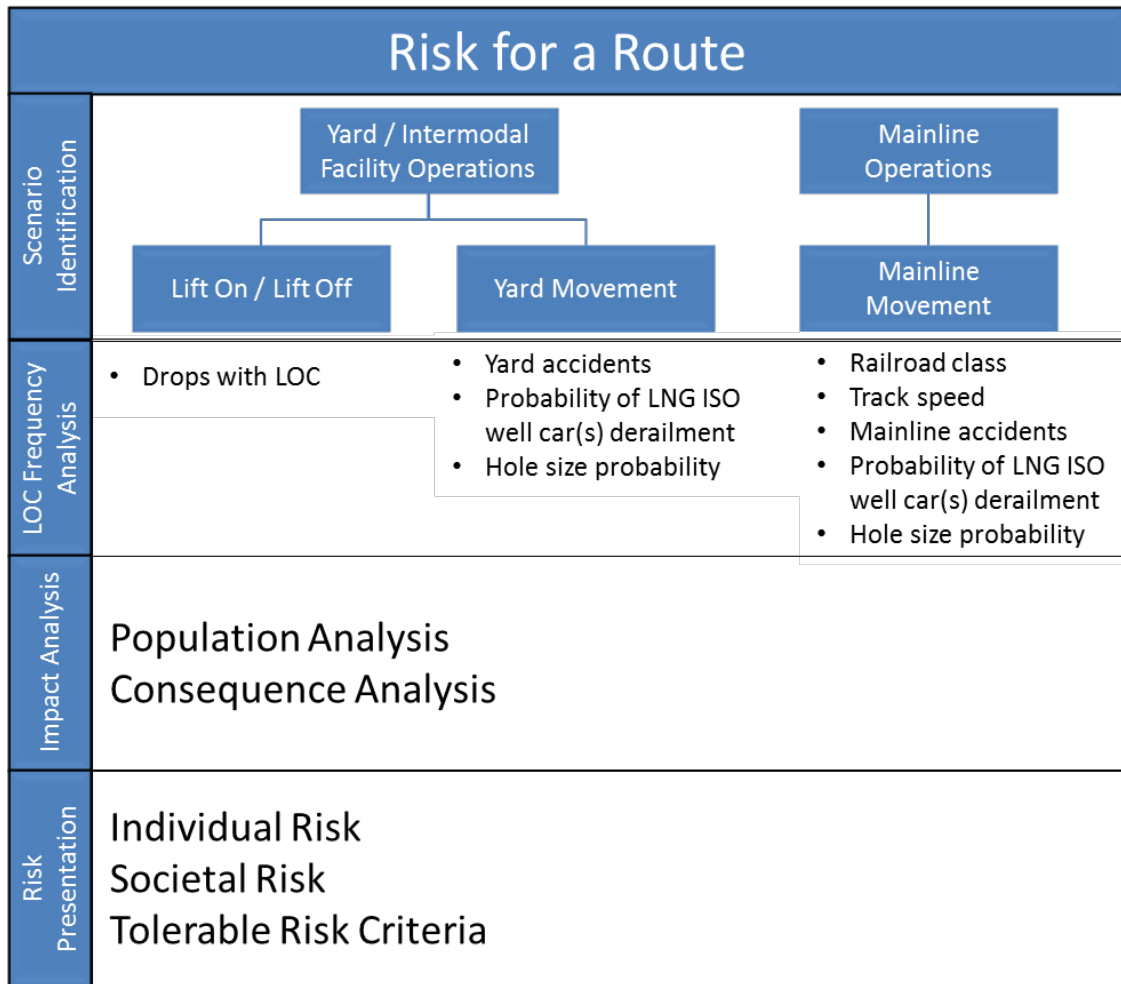 Risk for a Route
Scenario
Identification
Yard / Intermodal
Facility Operations
Mainline
Operations
Lift On / Lift Off
Yard Movement
Mainline
Movement
LOC Frequency
Analysis
• Drops with LOC
• Yard accidents
• Probability of LNG ISO
well car(s) derailment
• Hole size probability
• Railroad class
• Track speed
• Mainline accidents
• Probability of LNG ISO
well car(s) derailment
• Hole size probability
Impact Analysis
Population Analysis
Consequence Analysis
Risk
Presentation
Individual Risk
Societal Risk
Tolerable Risk Criteria